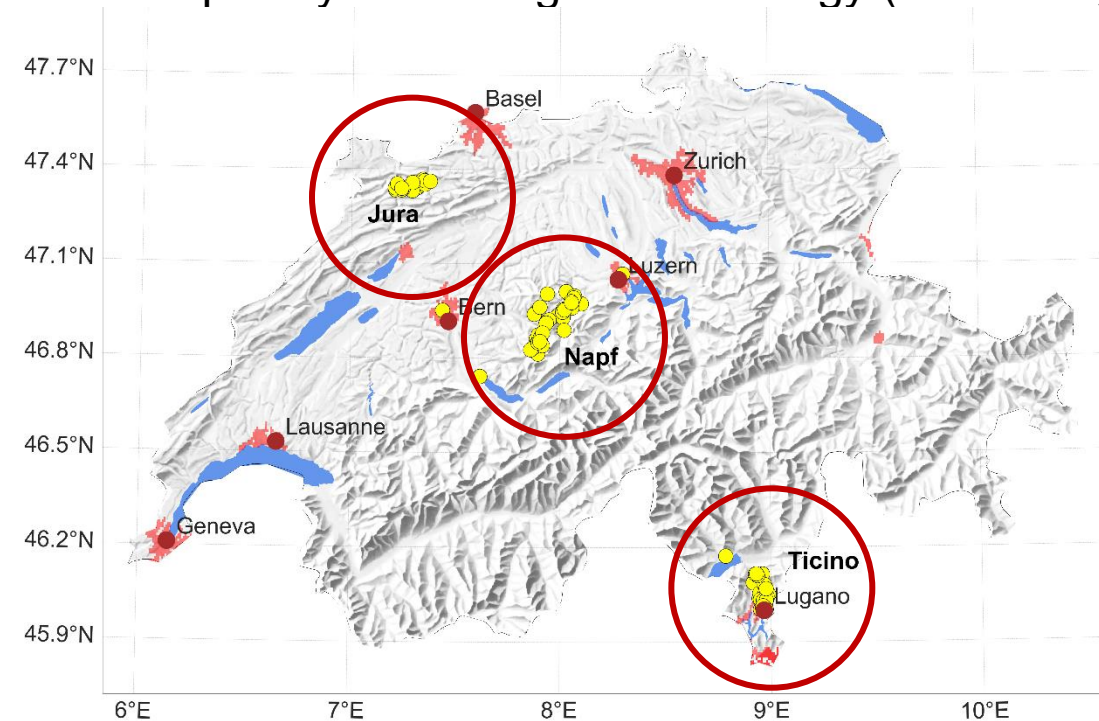 47.7°N
Basel
47.4°N
Zurich
Jura
47.1°N
Luzern
Bern
46.8°N
Napf
Lausanne
46.5°N
Geneva
46.2°N
Ticino
Lugano
45.9°N
6°E 7°E 8°E 9°E 10°E